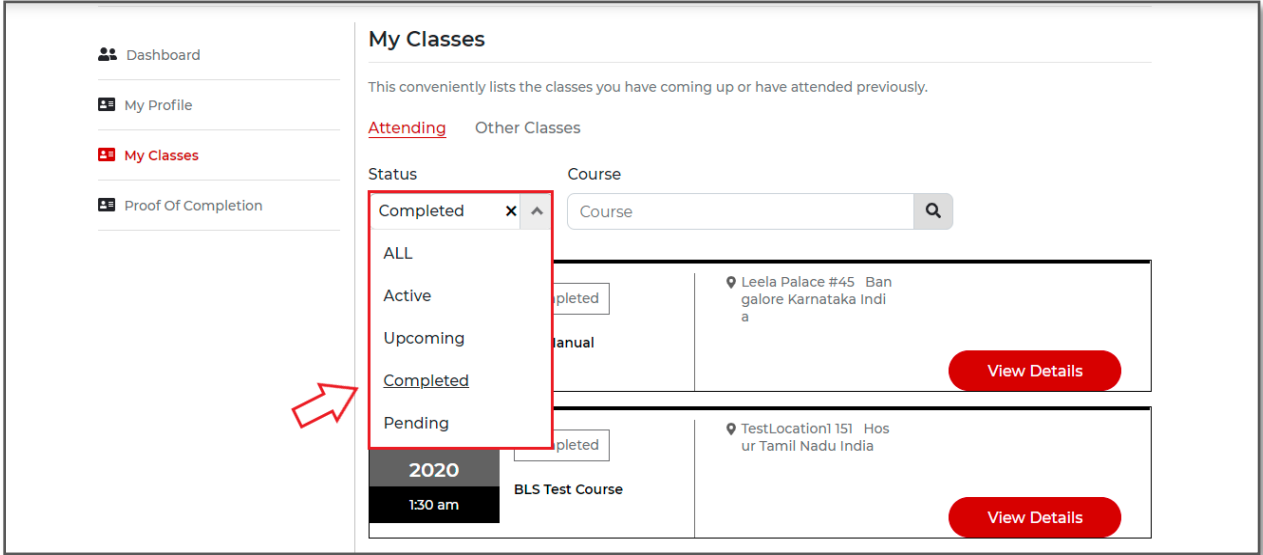 Dashboard
My Profile
My Classes
Proof Of Completion
My Classes
This conveniently lists the classes you have coming up or have attended previously.
Attending Other Classes
Status Course
Completed Course
ALL
Active
Upcoming
Completed
Pending
Leela Palace #45 Ban
galore Karnataka Indi
a
View Details
2020
1:30 am
BLS Test Course
TestLocation1 151 Hos
ur Tamil Nadu India
View Details